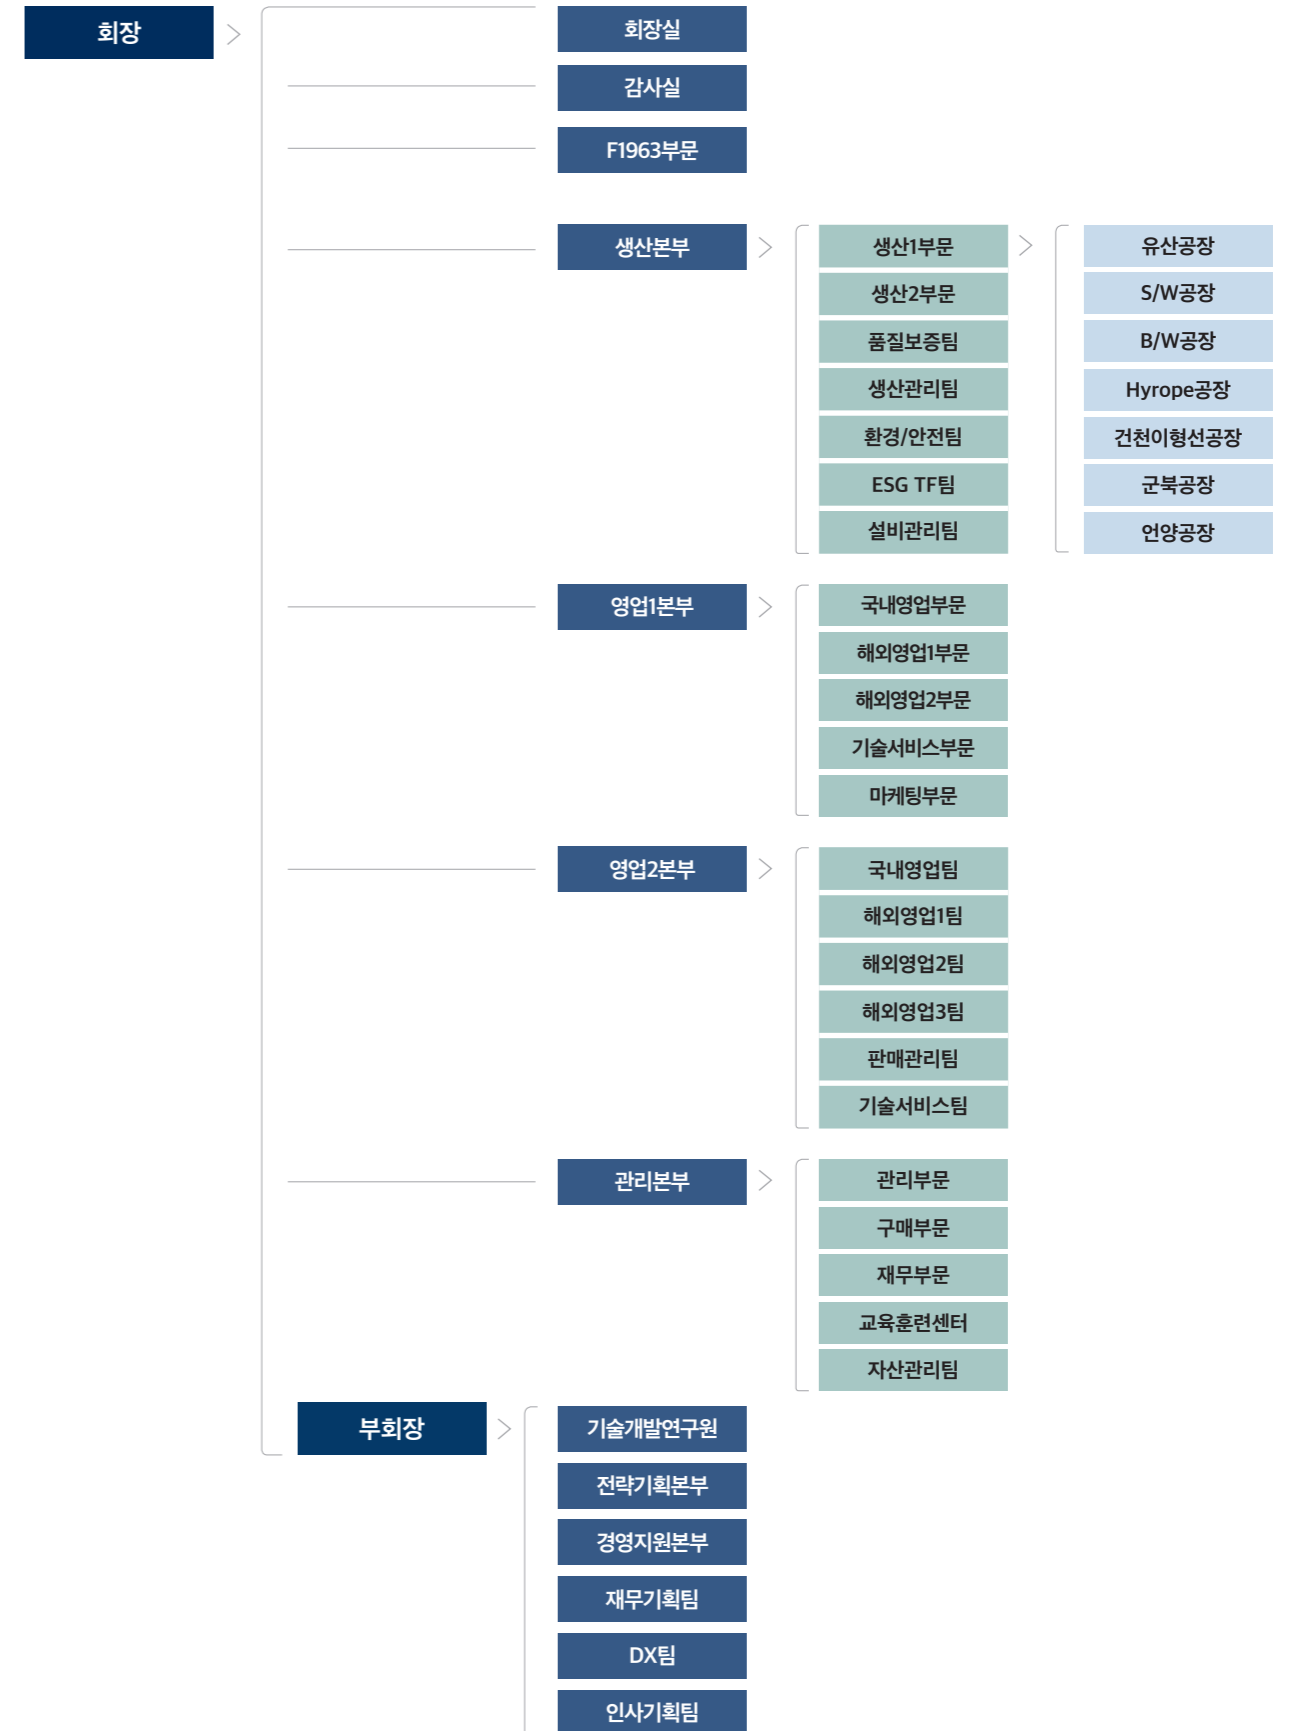 회장
회장실
감사실
F1963부문
생산본부
생산1부문
생산2부문
품질보증팀
생산관리팀
환경/안전팀
ESG TF팀
설비관리팀
유산공장
S/W공장
B/W공장
Hyrope공장
건천이형선공장
군북공장
언양공장
영업1본부
국내영업부문
해외영업1부문
해외영업2부문
기술서비스부문
마케팅부문
영업2본부
국내영업팀
해외영업1팀
해외영업2팀
해외영업3팀
판매관리팀
기술서비스팀
관리본부
관리부문
구매부문
재무부문
교육훈련센터
자산관리팀
부회장
기술개발연구원
전략기획본부
경영지원본부
재무기획팀
DX팀
인사기획팀